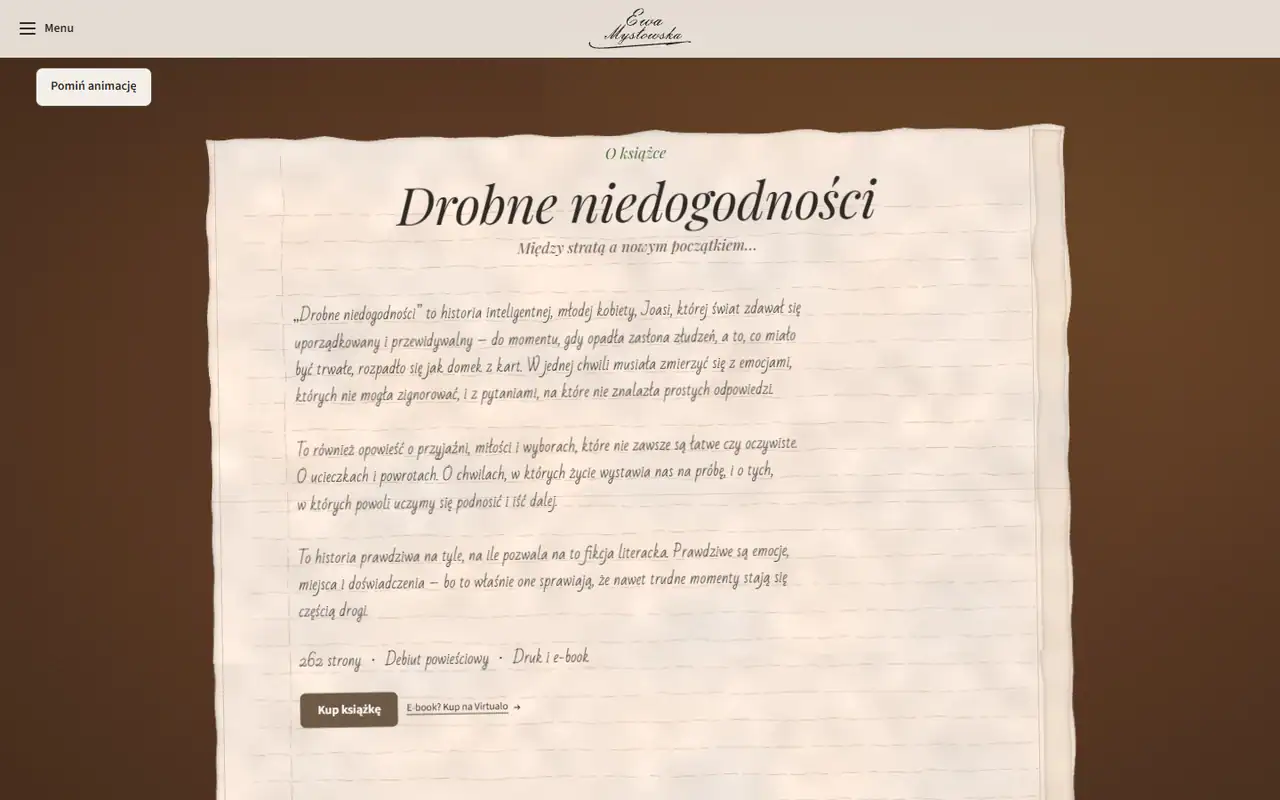 Menu
Ewa
Mysłowska
Pomiń animację
O książce
Drobne niedogodności
Między stratą a nowym początkiem...
„Drobne niedogodności” to historia inteligentnej, młodej kobiety, Joasi, której świat zdawał się
uporządkowany i przewidywalny – do momentu, gdy opadła zasłona złudzeń, a to, co miało
być trwałe, rozpadło się jak domek z kart. W jednej chwili musiała zmierzyć się z emocjami,
których nie mogła zignorować, i z pytaniami, na które nie znalazła prostych odpowiedzi.
To również opowieść o przyjaźni, miłości i wyborach, które nie zawsze są łatwe czy oczywiste.
O ucieczkach i powrotach. O chwilach, w których życie wystawia nas na próbę, i o tych,
w których powoli uczymy się podnosić i iść dalej.
To historia prawdziwa na tyle, na ile pozwala na to fikcja literacka. Prawdziwe są emocje,
miejsca i doświadczenia – bo to właśnie one sprawiają, że nawet trudne momenty stają się
częścią drogi.
262 strony · Debiut powieściowy · Druk i e-book
Kup książkę E-book? Kup na Virtualo →